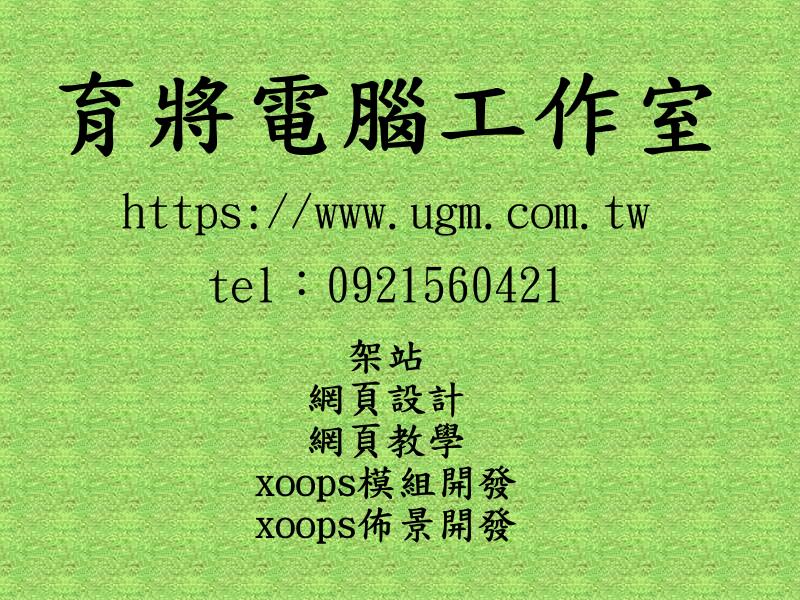 育將電腦工作室
https://www.ugm.com.tw
tel：0921560421
架站
網頁設計
網頁教學
xoops模組開發
xoops佈景開發